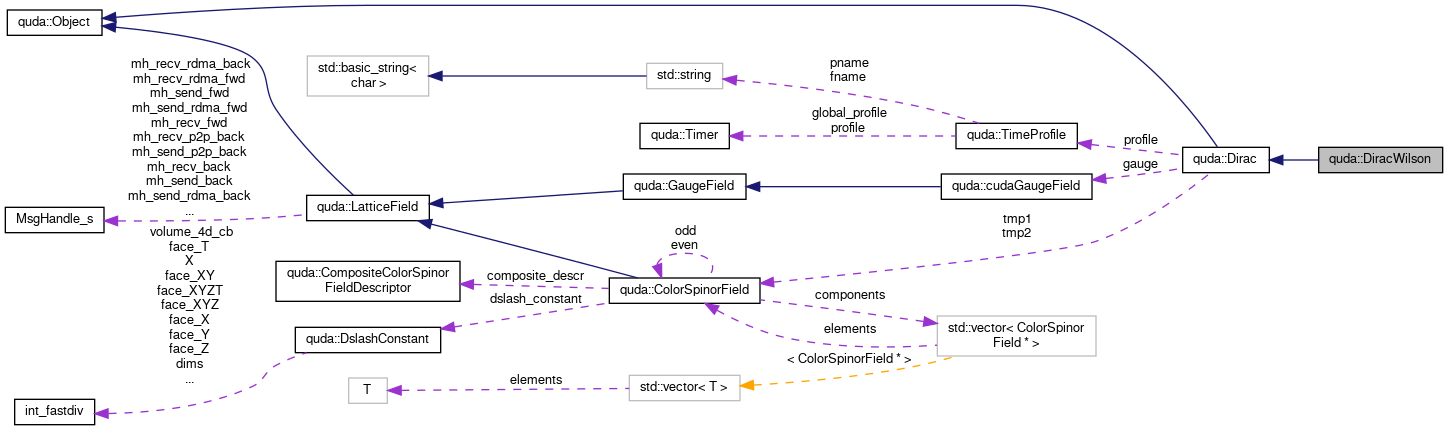 quda::Object
mh_recv_rdma_back
mh_recv_rdma_fwd
mh_send_fwd
mh_send_rdma_fwd
mh_recv_fwd
mh_recv_p2p_back
mh_send_p2p_back
mh_recv_back
mh_send_back
mh_send_rdma_back
...
MsgHandle_s
volume_4d_cb
face_T
X
face_XY
face_XYZT
face_XYZ
face_X
face_Y
face_Z
dims
...
int_fastdiv
std::basic_string<
char >
quda::LatticeField
quda::CompositeColorSpinor
FieldDescriptor
quda::DslashConstant
T
composite_descr
dslash_constant
elements
std::string
quda::Timer
quda::GaugeField
odd
even
quda::ColorSpinorField
std::vector< T >
pname
fname
global_profile
profile
components
elements
< ColorSpinorField * >
quda::TimeProfile
quda::cudaGaugeField
tmp1
tmp2
std::vector< ColorSpinor
Field * >
profile
gauge
quda::Dirac
quda::DiracWilson